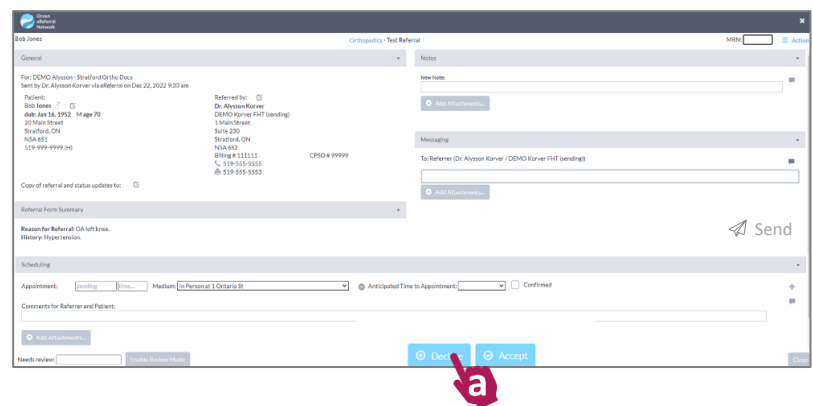 Ocean
eReferral
Network
Bob Jones
Orthopedics - Test Referral
MRN:
Action
General
For: DEMO Alysson - Stratford Ortho Docs
Sent by Dr. Alysson Korver via eReferral on Dec 22, 2022 9:33 am
Patient:
Bob Jones
dob: Jan 16, 1952 M age 70
20 Main Street
Stratford, ON
N5A 6S1
519-999-9999 (H)
Referred by:
Dr. Alysson Korver
DEMO Korver FHT (sending)
1 Main Street
Suite 230
Stratford, ON
N5A 6S2
Billing # 111111 CPSO # 99999
519-555-5555
519-555-5553
Copy of referral and status updates to:
Referral Form Summary
Reason for Referral: OA left knee.
History: Hypertension.
Notes
New Note:
Add Attachments...
Messaging
To: Referrer (Dr. Alysson Korver / DEMO Korver FHT (sending))
Add Attachments...
Send
Scheduling
Appointment: pending time... Medium: In Person at 1 Ontario St Anticipated Time to Appointment: Confirmed
Comments for Referrer and Patient:
Add Attachments...
Needs review: Enable Review Mode
Accept
Close
a